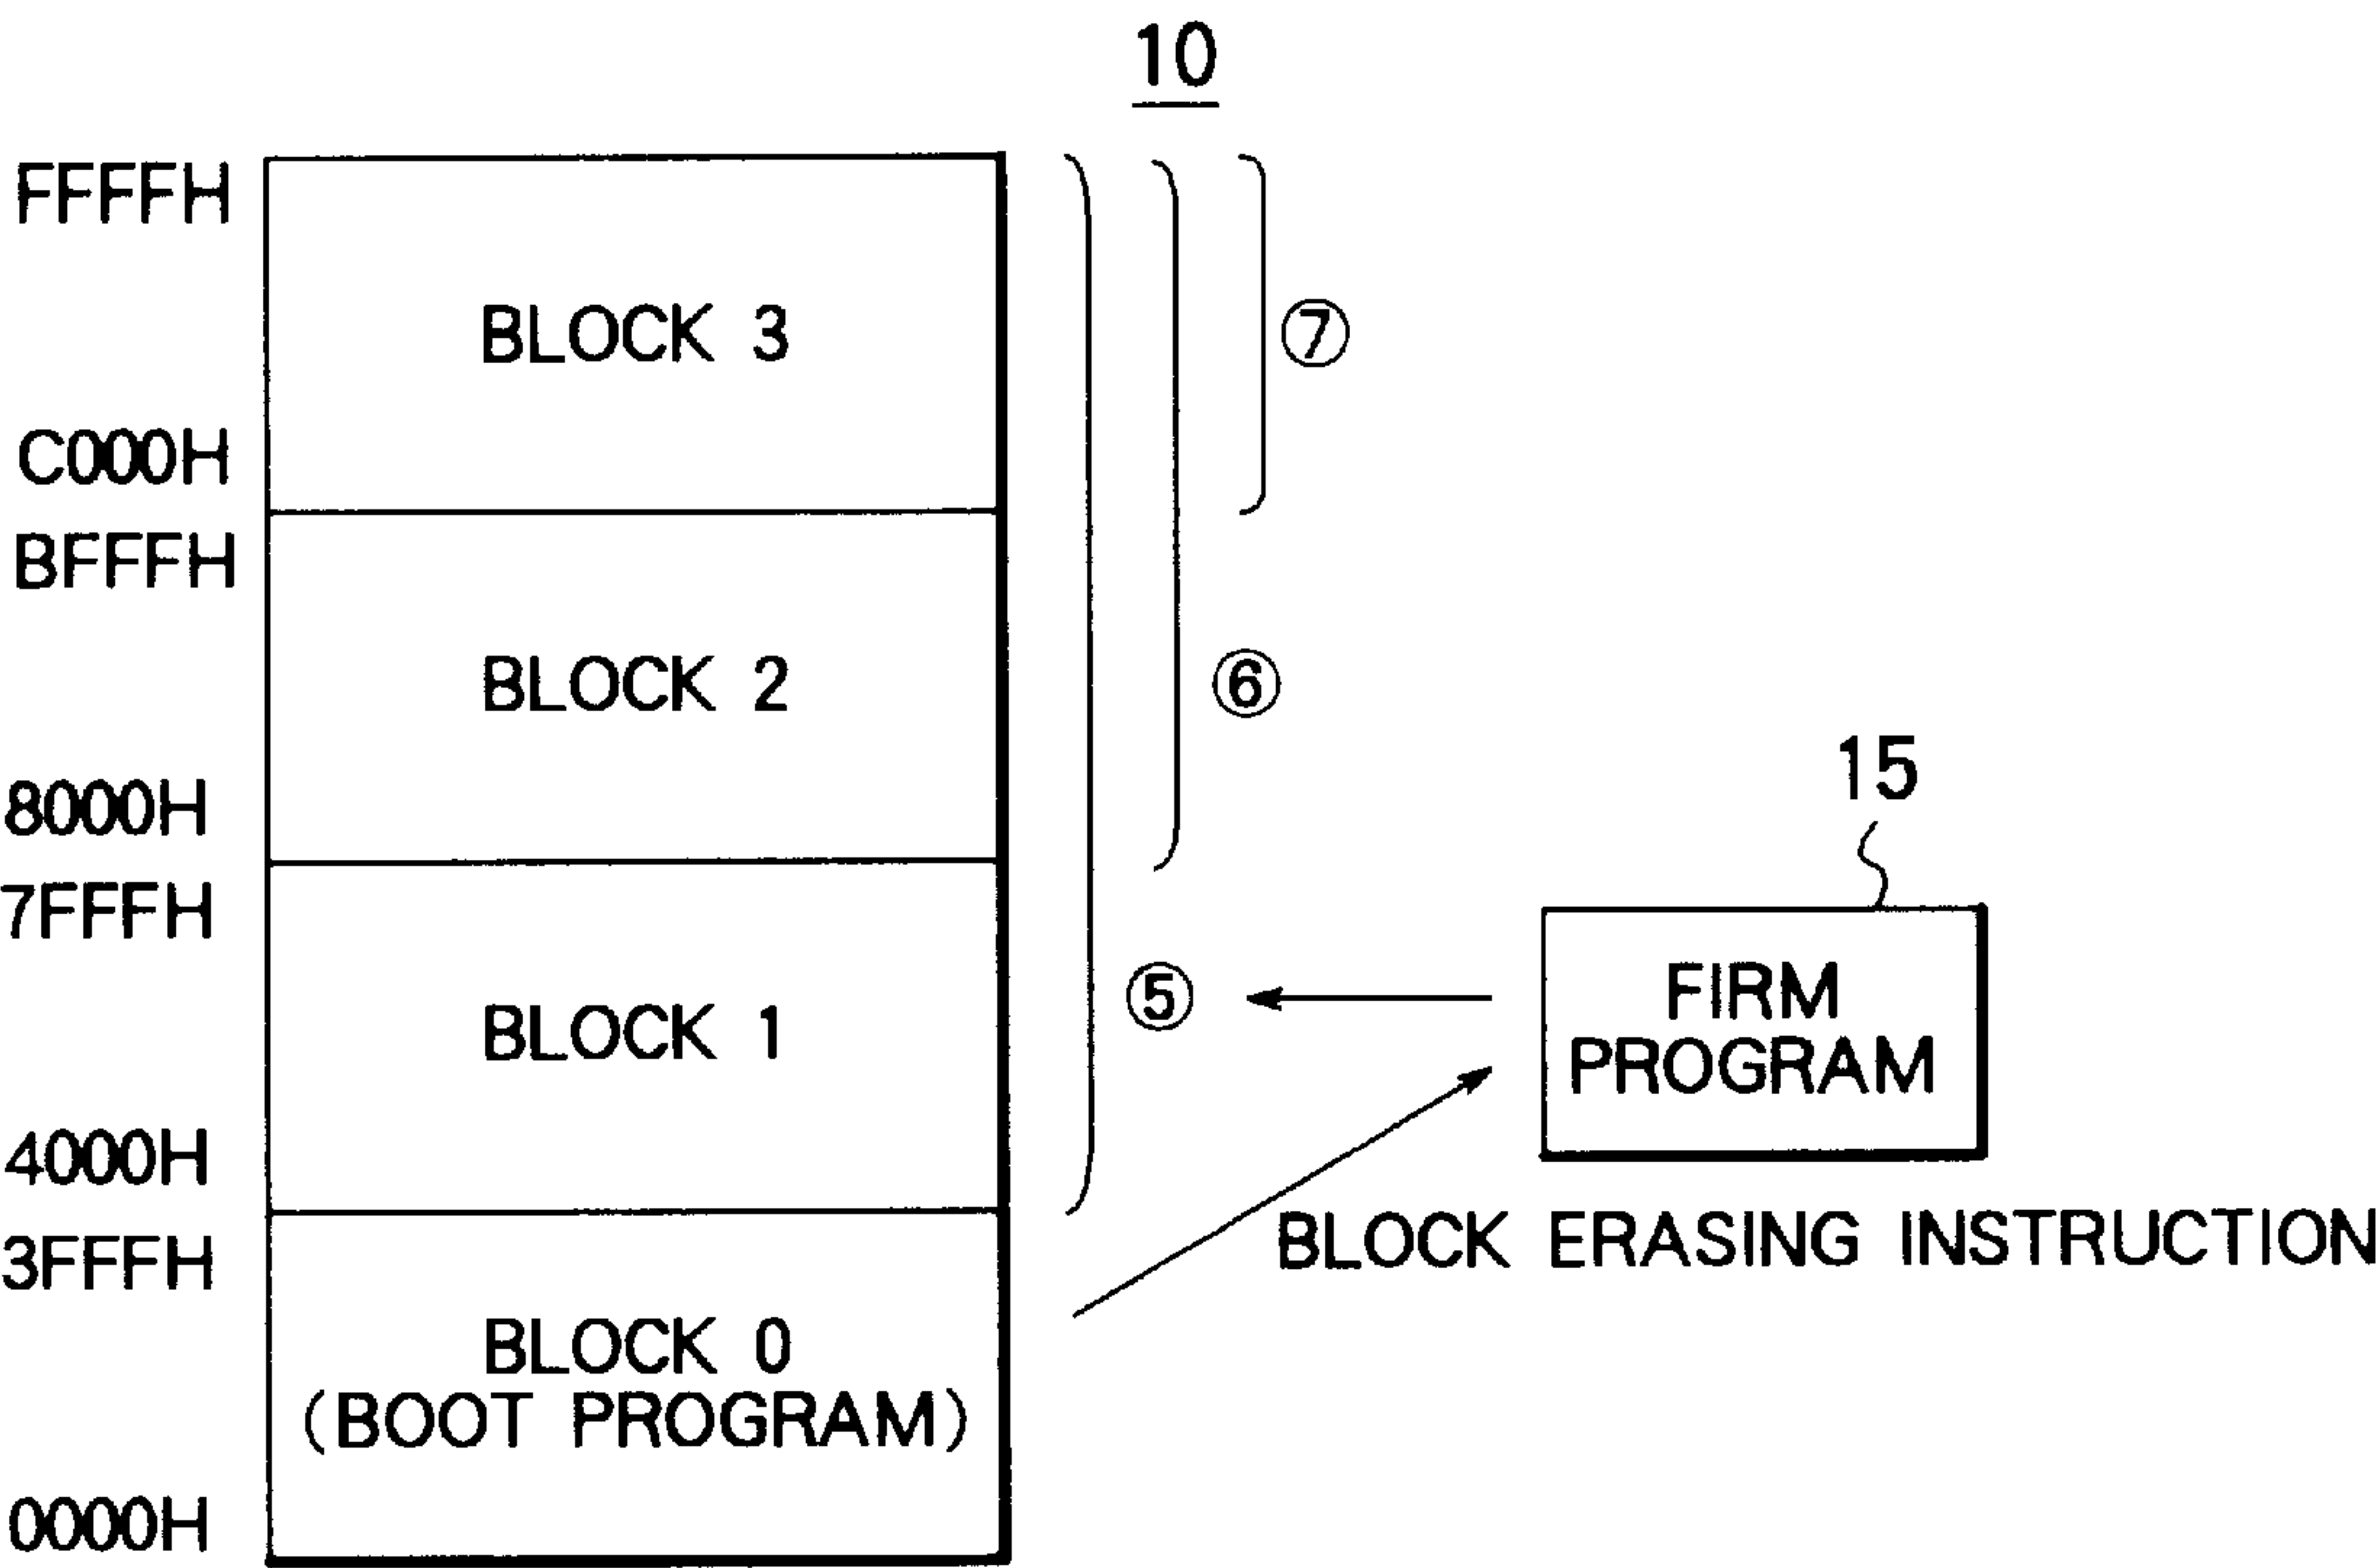 10
FFFFH
BLOCK 3
⑦
C000H
BFFFH
BLOCK 2
⑥
8000H
15
7FFFH
BLOCK 1
⑤
FIRM
PROGRAM
4000H
3FFFH
BLOCK ERASING INSTRUCTION
BLOCK 0
(BOOT PROGRAM)
0000H